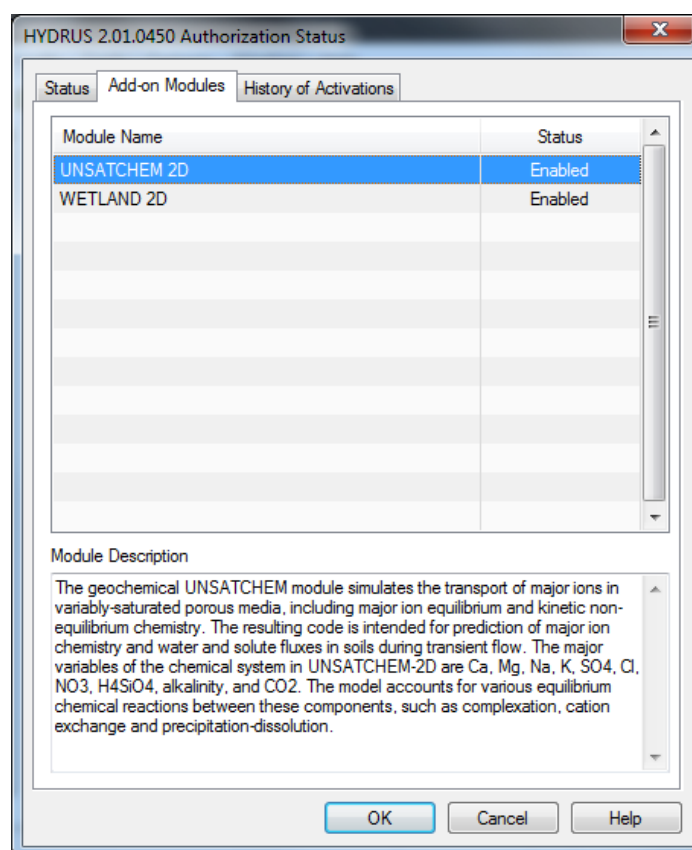 HYDRUS 2.01.0450 Authorization Status
Status Add-on Modules History of Activations
Module Name Status
UNSATCHEM 2D Enabled
WETLAND 2D Enabled
Module Description
The geochemical UNSATCHEM module simulates the transport of major ions in
variably-saturated porous media, including major ion equilibrium and kinetic non-
equilibrium chemistry. The resulting code is intended for prediction of major ion
chemistry and water and solute fluxes in soils during transient flow. The major
variables of the chemical system in UNSATCHEM-2D are Ca, Mg, Na, K, SO4, Cl,
NO3, H4SiO4, alkalinity, and CO2. The model accounts for various equilibrium
chemical reactions between these components, such as complexation, cation
exchange and precipitation-dissolution.
OK Cancel Help